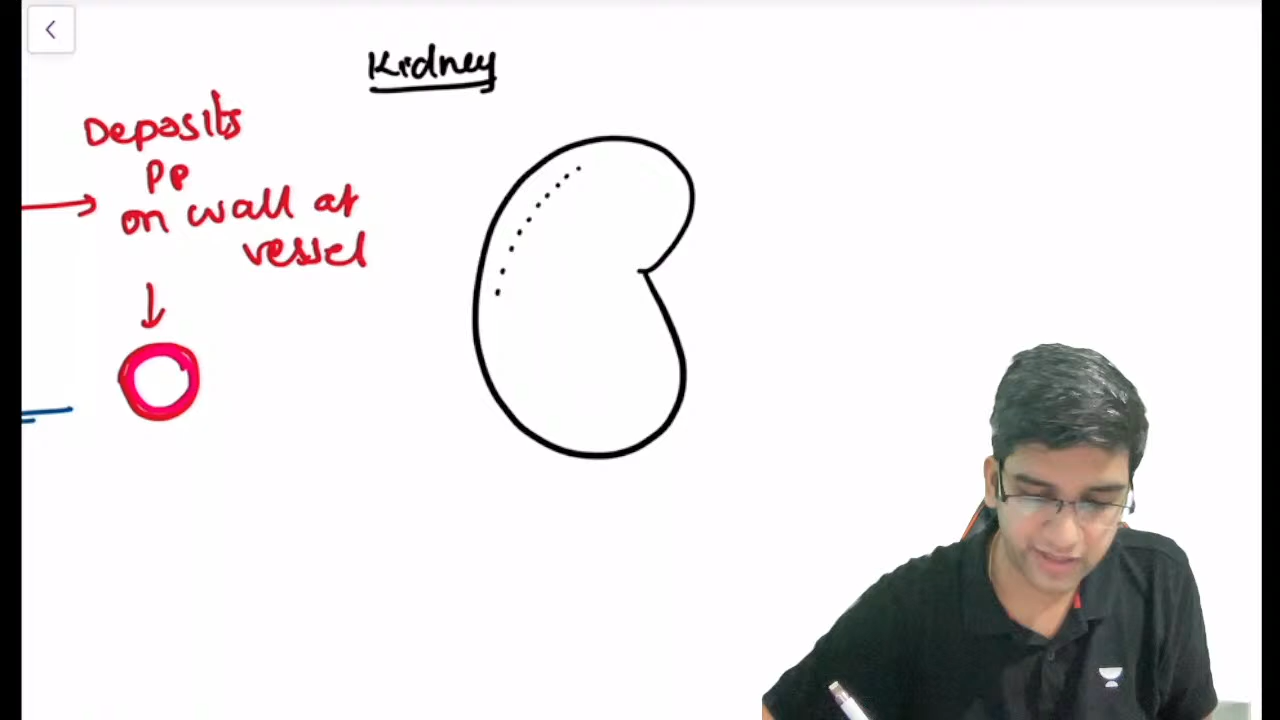 Kidney
Deposits
PP
on wall at
vessel